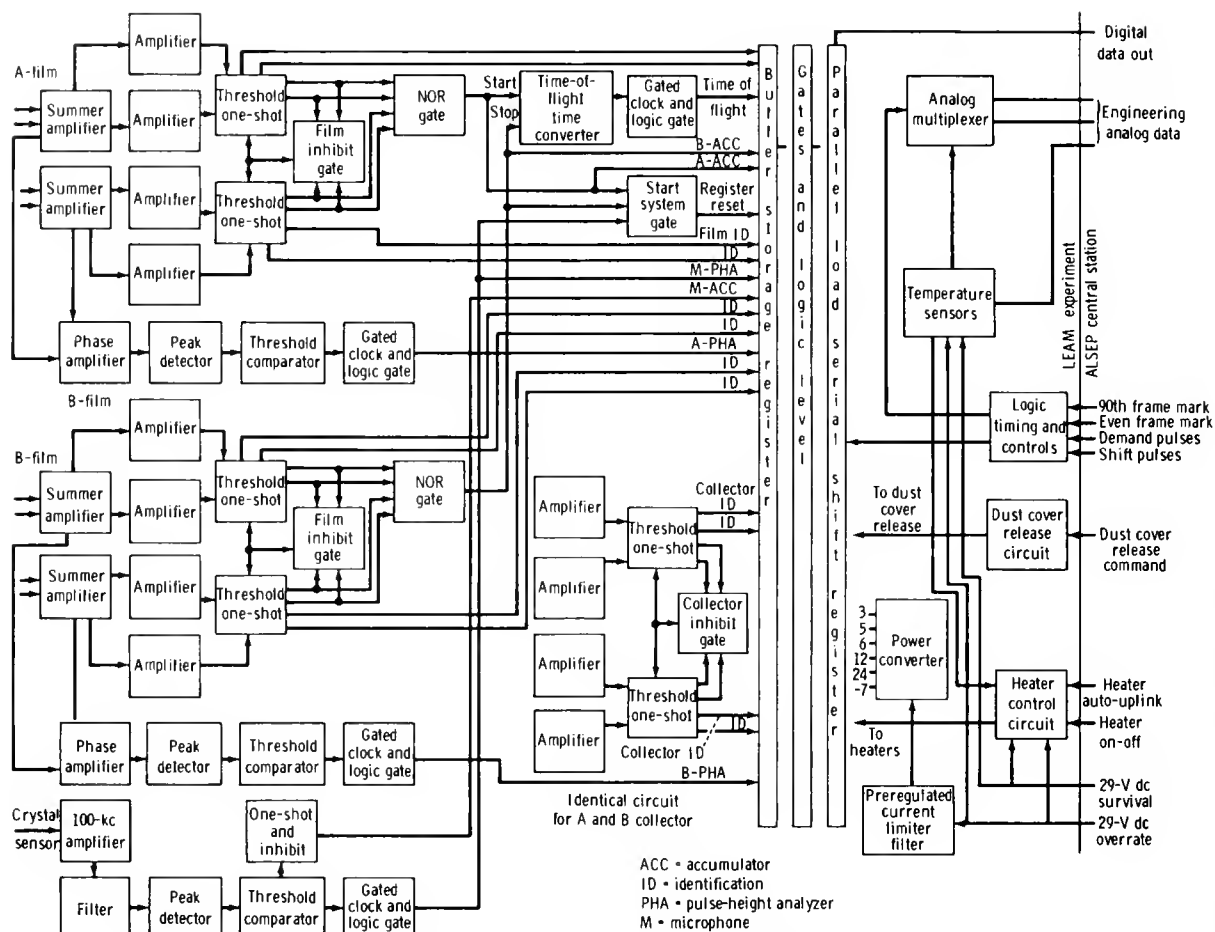 A-film
Summer
amplifier
Summer
amplifier
Amplifier
Amplifier
Amplifier
Amplifier
Threshold
one-shot
Threshold
one-shot
Film
inhibit
gate
NOR
gate
Start
Stop
Time-of-
flight
time
converter
Gated
clock and
logic gate
Time of
flight
B-ACC
A-ACC
Start
system
gate
Register
reset
Film ID
ID
M-PHA
M-ACC
ID
ID
A-PHA
ID
ID
Phase
amplifier
Peak
detector
Threshold
comparator
Gated
clock and
logic gate
B-film
B-film
Summer
amplifier
Summer
amplifier
Amplifier
Amplifier
Amplifier
Amplifier
Threshold
one-shot
Threshold
one-shot
Film
inhibit
gate
NOR
gate
Phase
amplifier
Peak
detector
Threshold
comparator
Gated
clock and
logic gate
B-PHA
Crystal
sensor
100-kc
amplifier
One-shot
and
inhibit
Filter
Peak
detector
Threshold
comparator
Gated
clock and
logic gate
Amplifier
Amplifier
Amplifier
Amplifier
Threshold
one-shot
Threshold
one-shot
Collector
ID
ID
Collector
inhibit
gate
ID
Collector ID
Identical circuit
for A and B collector
ACC = accumulator
ID = identification
PHA = pulse-height analyzer
M = microphone
Buffer storage register
Gates and logic level
Parallel load serial shift register
Analog
multiplexer
Temperature
sensors
Logic
timing and
controls
To dust
cover
release
Dust cover
release
circuit
3
5
6
12
24
-7
Power
converter
Heater
control
circuit
To
heaters
Preregulated
current
limiter
filter
LEAM experiment
ALSEP central station
Digital
data out
Engineering
analog data
90th frame mark
Even frame mark
Demand pulses
Shift pulses
Dust cover
release
command
Heater
auto-uplink
Heater
on-off
29-V dc
survival
29-V dc
overrate